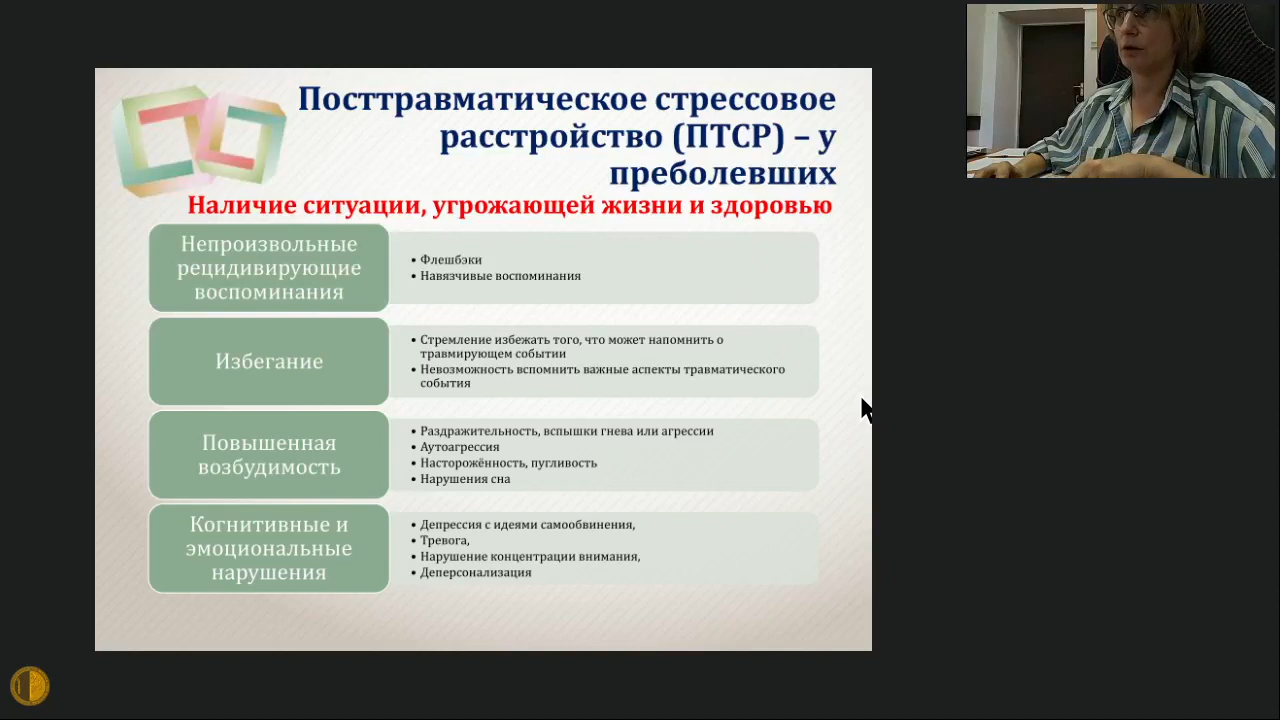 Посттравматическое стрессовое
расстройство (ПТСР) – у
преболевших
Наличие ситуации, угрожающей жизни и здоровью
Непроизвольные
рецидивирующие
воспоминания
• Флешбэки
• Навязчивые воспоминания
Избегание
• Стремление избежать того, что может напомнить о
травмирующем событии
• Невозможность вспомнить важные аспекты травматического
события
Повышенная
возбудимость
• Раздражительность, вспышки гнева или агрессии
• Аутоагрессия
• Насторожённость, пугливость
• Нарушения сна
Когнитивные и
эмоциональные
нарушения
• Депрессия с идеями самообвинения,
• Тревога,
• Нарушение концентрации внимания,
• Деперсонализация